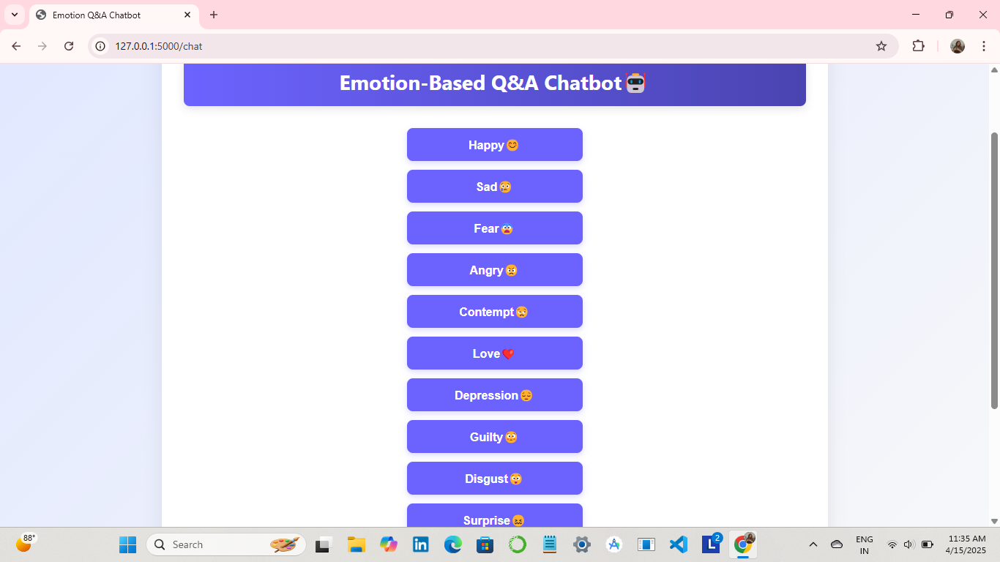 Emotion Q&A Chatbot
127.0.0.1:5000/chat
Emotion-Based Q&A Chatbot🤖
Happy😊
Sad😢
Fear😨
Angry😠
Contempt😒
Love❤️
Depression😔
Guilty😳
Disgust😲
Surprise😖
88°
Search
2
ENG
IN
11:35 AM
4/15/2025